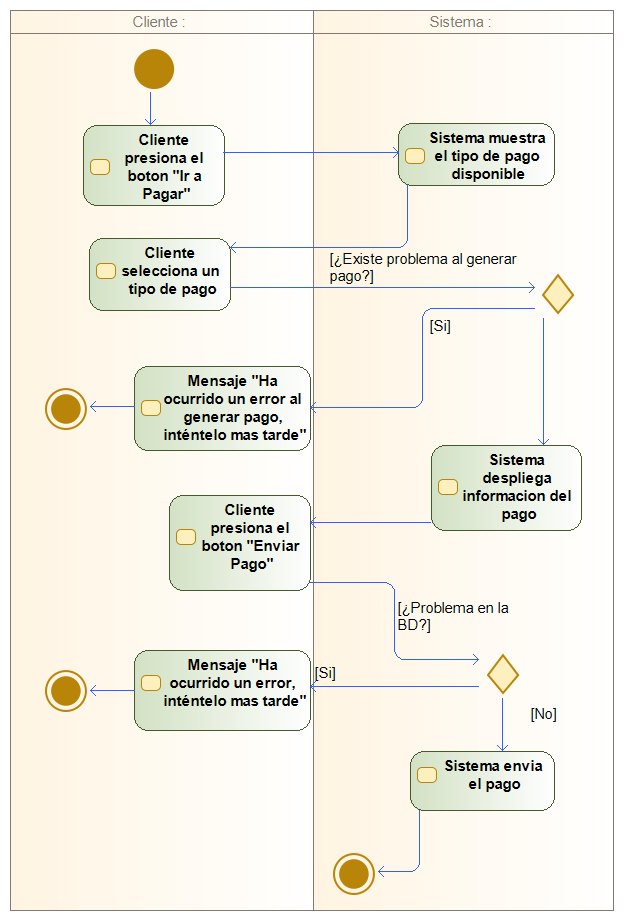 Cliente :
Sistema :
Cliente
presiona el
boton "Ir a
Pagar"
Sistema muestra
el tipo de pago
disponible
Cliente
selecciona un
tipo de pago
[¿Existe problema al generar
pago?]
[Si]
Mensaje "Ha
ocurrido un error al
generar pago,
inténtelo mas tarde"
Sistema
despliega
informacion del
pago
Cliente
presiona el
boton "Enviar
Pago"
[¿Problema en la
BD?]
Mensaje "Ha
ocurrido un error,
inténtelo mas tarde"
[Si]
[No]
Sistema envia
el pago